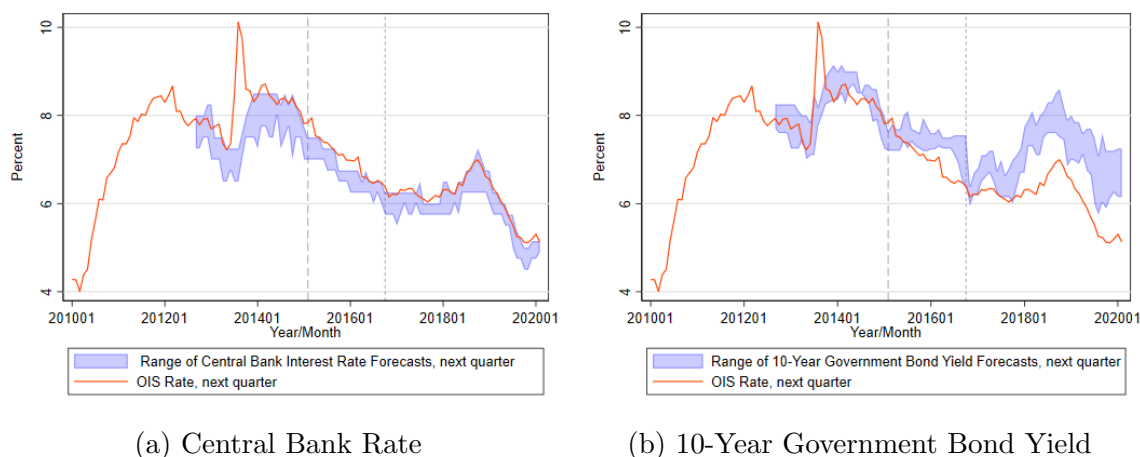 10
8
6
4
Percent
201001 201201 201401 201601 201801 202001
Year/Month
Range of Central Bank Interest Rate Forecasts, next quarter
OIS Rate, next quarter
(a) Central Bank Rate
10
8
6
4
Percent
201001 201201 201401 201601 201801 202001
Year/Month
Range of 10-Year Government Bond Yield Forecasts, next quarter
OIS Rate, next quarter
(b) 10-Year Government Bond Yield